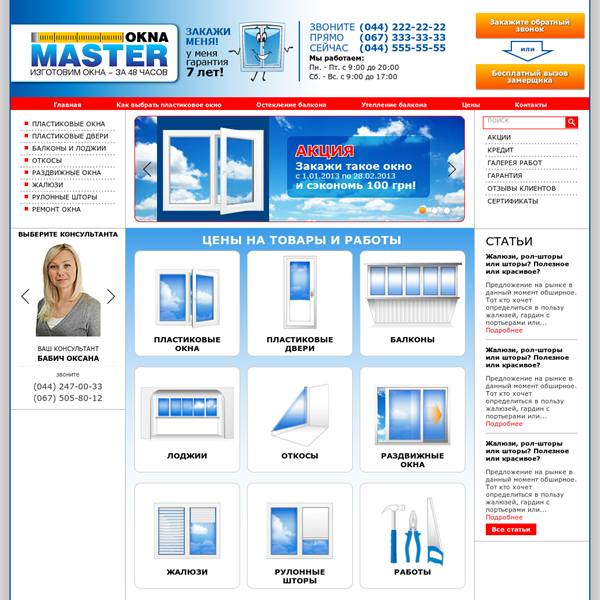 ОКНА
MASTER
ИЗГОТОВИМ ОКНА – ЗА 48 ЧАСОВ
ЗАКАЖИ
МЕНЯ!
у меня
гарантия
7 лет!
ЗВОНИТЕ (044) 222-22-22
ПРЯМО (067) 333-33-33
СЕЙЧАС (044) 555-55-55
Мы работаем:
Пн. - Пт. с 9:00 до 20:00
Сб. - Вс. с 9:00 до 17:00
Закажите обратный
звонок
или
Бесплатный вызов
замерщика
Главная
Как выбрать пластиковое окно
Остекление балкона
Утепление балкона
Цены
Контакты
ПЛАСТИКОВЫЕ ОКНА
ПЛАСТИКОВЫЕ ДВЕРИ
БАЛКОНЫ И ЛОДЖИИ
ОТКОСЫ
РАЗДВИЖНЫЕ ОКНА
ЖАЛЮЗИ
РУЛОННЫЕ ШТОРЫ
РЕМОНТ ОКНА
АКЦИЯ
Закажи такое окно
с 1.01.2013 по 28.02.2013
и сэкономь 100 грн!
ПОИСК
АКЦИИ
КРЕДИТ
ГАЛЕРЕЯ РАБОТ
ГАРАНТИЯ
ОТЗЫВЫ КЛИЕНТОВ
СЕРТИФИКАТЫ
ВЫБЕРИТЕ КОНСУЛЬТАНТА
ВАШ КОНСУЛЬТАНТ
БАБИЧ ОКСАНА
звоните
(044) 247-00-33
(067) 505-80-12
ЦЕНЫ НА ТОВАРЫ И РАБОТЫ
ПЛАСТИКОВЫЕ
ОКНА
ПЛАСТИКОВЫЕ
ДВЕРИ
БАЛКОНЫ
ЛОДЖИИ
ОТКОСЫ
РАЗДВИЖНЫЕ
ОКНА
ЖАЛЮЗИ
РУЛОННЫЕ
ШТОРЫ
РАБОТЫ
СТАТЬИ
Жалюзи, рол-шторы
или шторы? Полезное
или красивое?
Предложение на рынке в
данный момент обширное.
Тот кто хочет
определиться в пользу
жалюзей, гардин с
портьерами или...
Подробнее
Жалюзи, рол-шторы
или шторы? Полезное
или красивое?
Предложение на рынке в
данный момент обширное.
Тот кто хочет
определиться в пользу
жалюзей, гардин с
портьерами или...
Подробнее
Жалюзи, рол-шторы
или шторы? Полезное
или красивое?
Предложение на рынке в
данный момент обширное.
Тот кто хочет
определиться в пользу
жалюзей, гардин с
портьерами или...
Подробнее
Все статьи